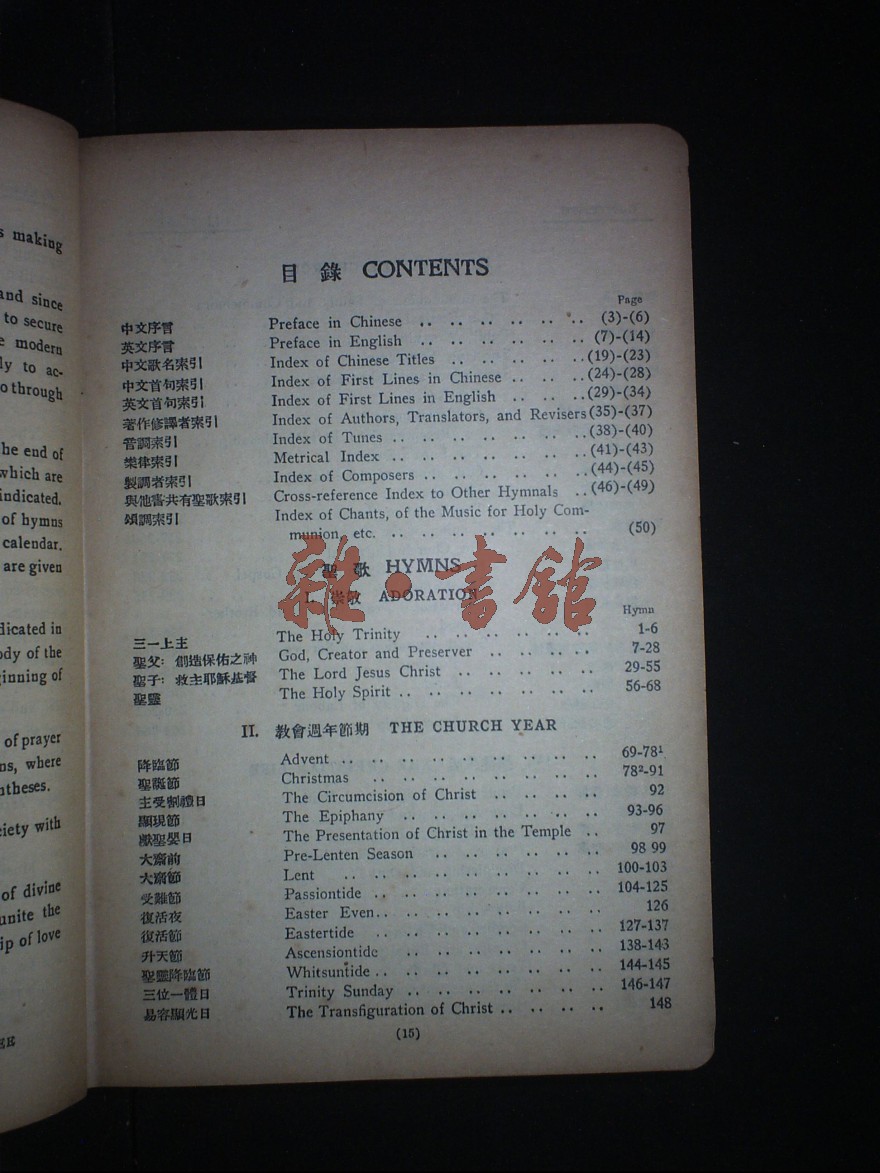 s making
and since
to secure
e modern
ly to ac-
o through
he end of
which are
indicated.
of hymns
calendar.
are given
dicated in
ody of the
ginning of
of prayer
ns, where
ntheses.
ciety with
of divine
unite the
ip of love
EE
目 錄 CONTENTS
Page
中文序言 Preface in Chinese .. .. .. .. .. .. .. (3)-(6)
英文序言 Preface in English .. .. .. .. .. .. .. (7)-(14)
中文歌名索引 Index of Chinese Titles .. .. .. .. .. .. (19)-(23)
中文首句索引 Index of First Lines in Chinese .. .. .. .. (24)-(28)
英文首句索引 Index of First Lines in English .. .. .. .. (29)-(34)
著作修譯者索引 Index of Authors, Translators, and Revisers (35)-(37)
音調索引 Index of Tunes .. .. .. .. .. .. .. .. (38)-(40)
樂律索引 Metrical Index .. .. .. .. .. .. .. .. (41)-(43)
製調者索引 Index of Composers .. .. .. .. .. .. .. (44)-(45)
與他書共有聖歌索引 Cross-reference Index to Other Hymnals .. (46)-(49)
頌調索引 Index of Chants, of the Music for Holy Com-
munion, etc. .. .. .. .. .. .. .. .. (50)
聖 歌 HYMNS
I. 崇敬 ADORATION
雜·書館
Hymn
三一上主 The Holy Trinity .. .. .. .. .. .. .. 1-6
聖父：創造保佑之神 God, Creator and Preserver .. .. .. .. .. 7-28
聖子：救主耶穌基督 The Lord Jesus Christ .. .. .. .. .. .. 29-55
聖靈 The Holy Spirit .. .. .. .. .. .. .. .. 56-68
II. 教會週年節期 THE CHURCH YEAR
降臨節 Advent .. .. .. .. .. .. .. .. .. .. 69-78¹
聖誕節 Christmas .. .. .. .. .. .. .. .. .. 78²-91
主受割禮日 The Circumcision of Christ .. .. .. .. .. 92
顯現節 The Epiphany .. .. .. .. .. .. .. .. 93-96
獻聖嬰日 The Presentation of Christ in the Temple .. 97
大齋前 Pre-Lenten Season .. .. .. .. .. .. .. 98 99
大齋節 Lent .. .. .. .. .. .. .. .. .. .. 100-103
受難節 Passiontide .. .. .. .. .. .. .. .. .. 104-125
復活夜 Easter Even .. .. .. .. .. .. .. .. .. 126
復活節 Eastertide .. .. .. .. .. .. .. .. .. 127-137
升天節 Ascensiontide .. .. .. .. .. .. .. .. 138-143
聖靈降臨節 Whitsuntide .. .. .. .. .. .. .. .. .. 144-145
三位一體日 Trinity Sunday .. .. .. .. .. .. .. .. 146-147
易容顯光日 The Transfiguration of Christ .. .. .. .. .. 148
(15)